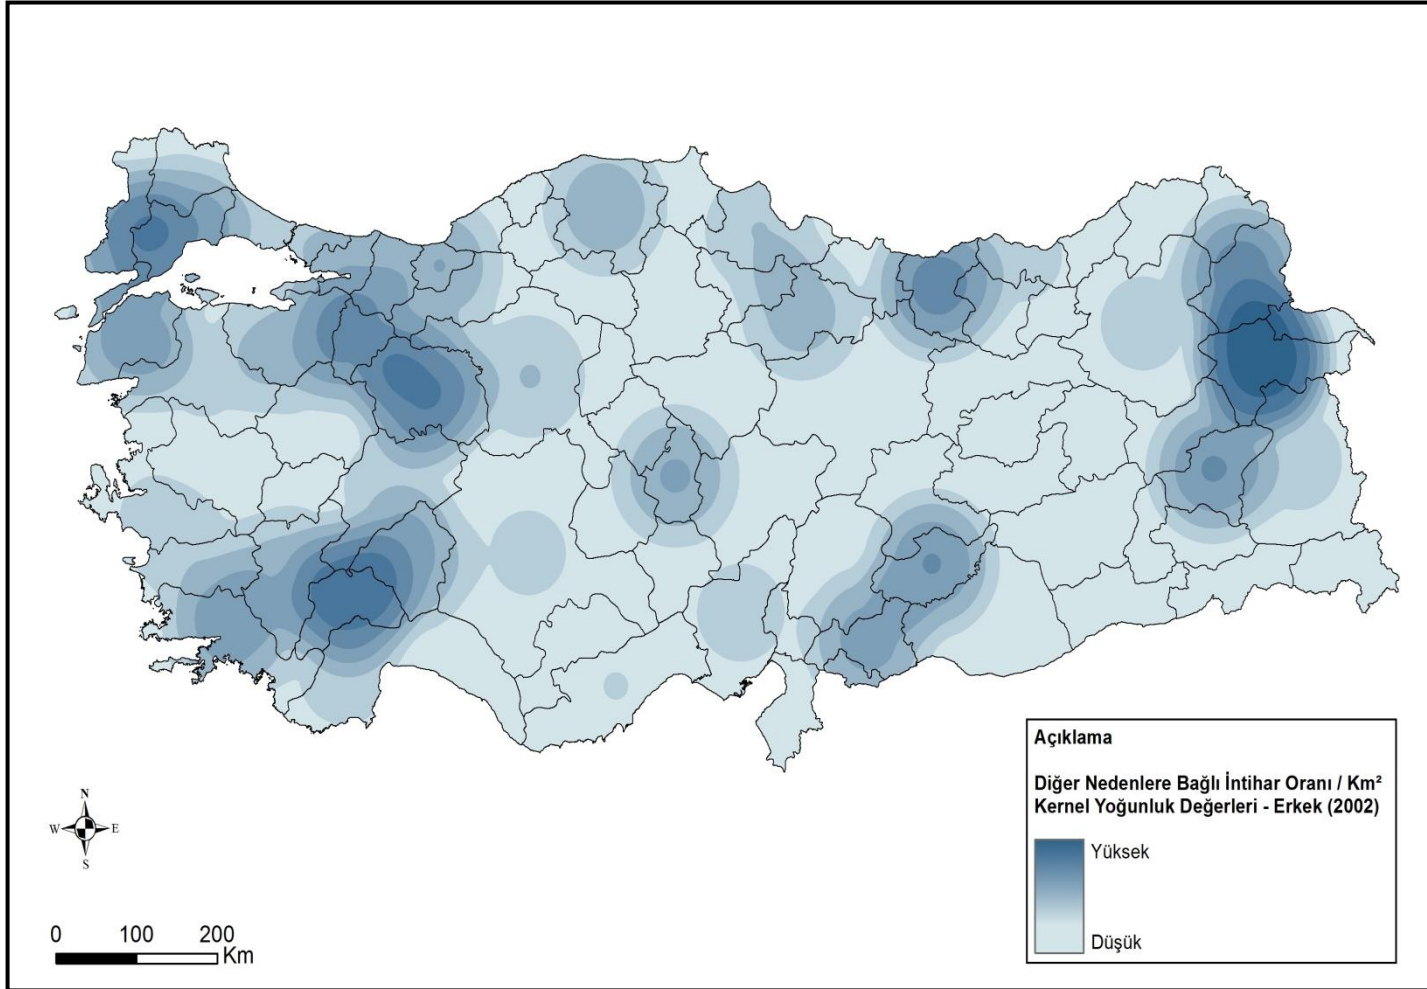 Açıklama
Diğer Nedenlere Bağlı İntihar Oranı / Km²
Kernel Yoğunluk Değerleri - Erkek (2002)
Yüksek
Düşük
N
W E
S
0 100 200
Km